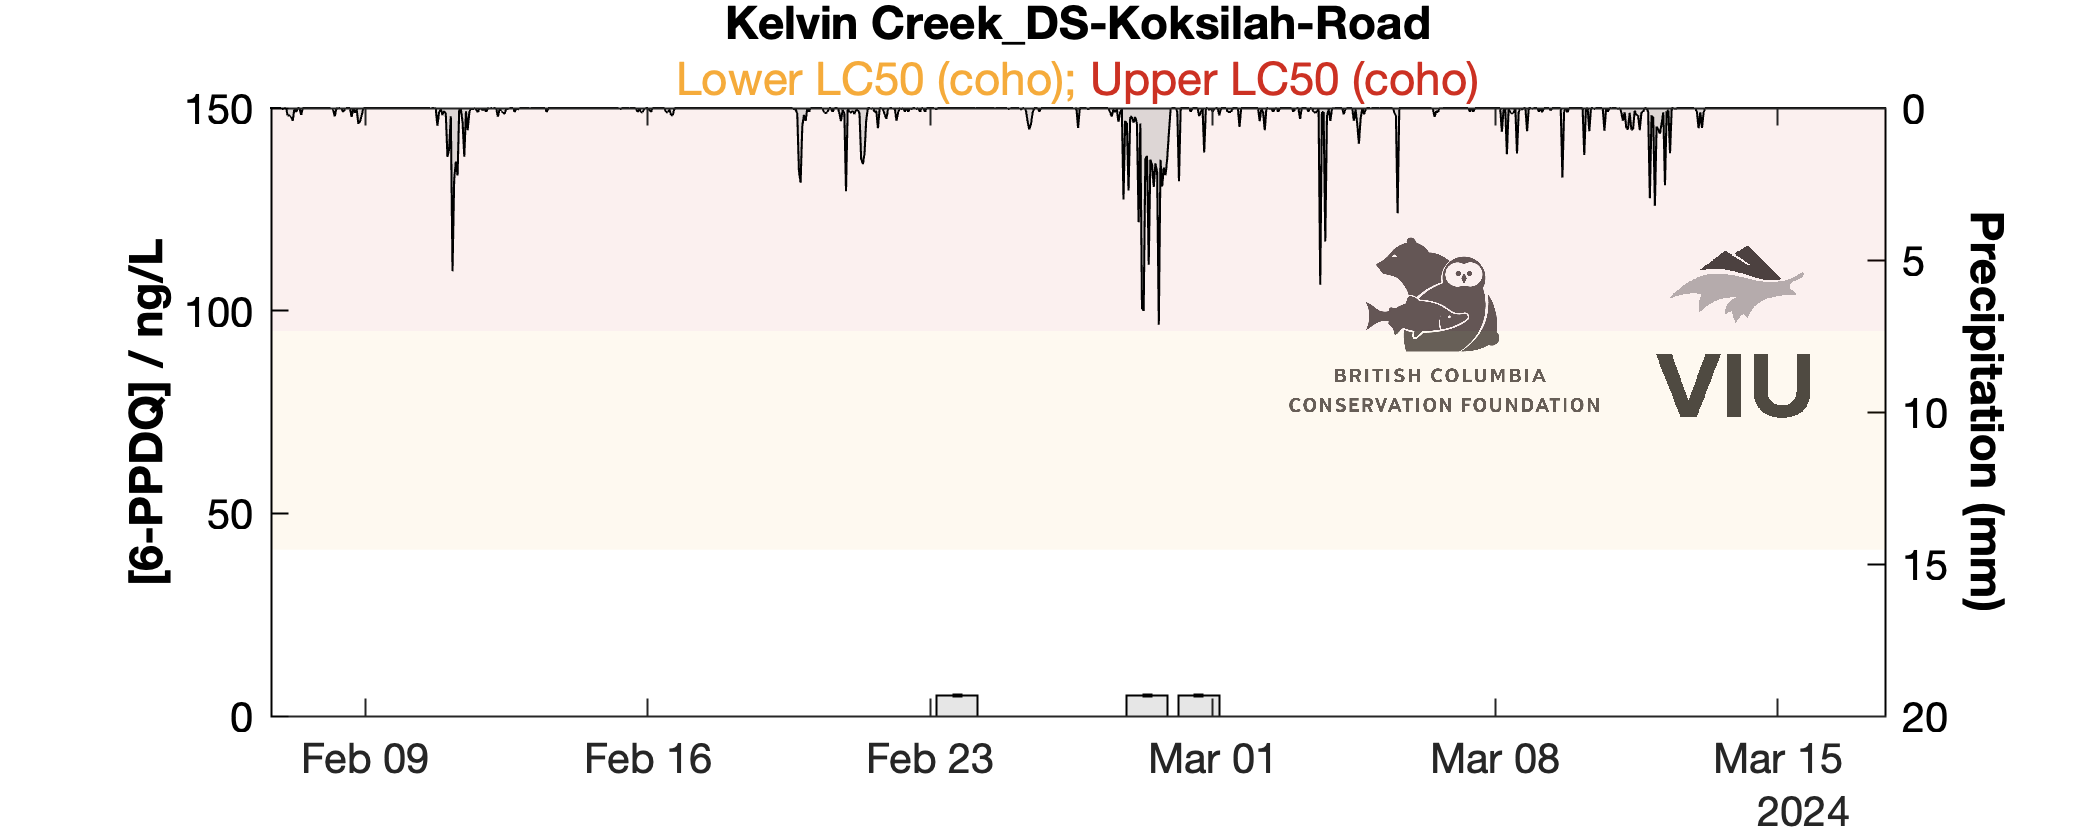 Kelvin Creek_DS-Koksilah-Road
Lower LC50 (coho); Upper LC50 (coho)
150
100
50
0
[6-PPDQ] / ng/L
0
5
10
15
20
Precipitation (mm)
BRITISH COLUMBIA
CONSERVATION FOUNDATION
VIU
Feb 09
Feb 16
Feb 23
Mar 01
Mar 08
Mar 15
2024